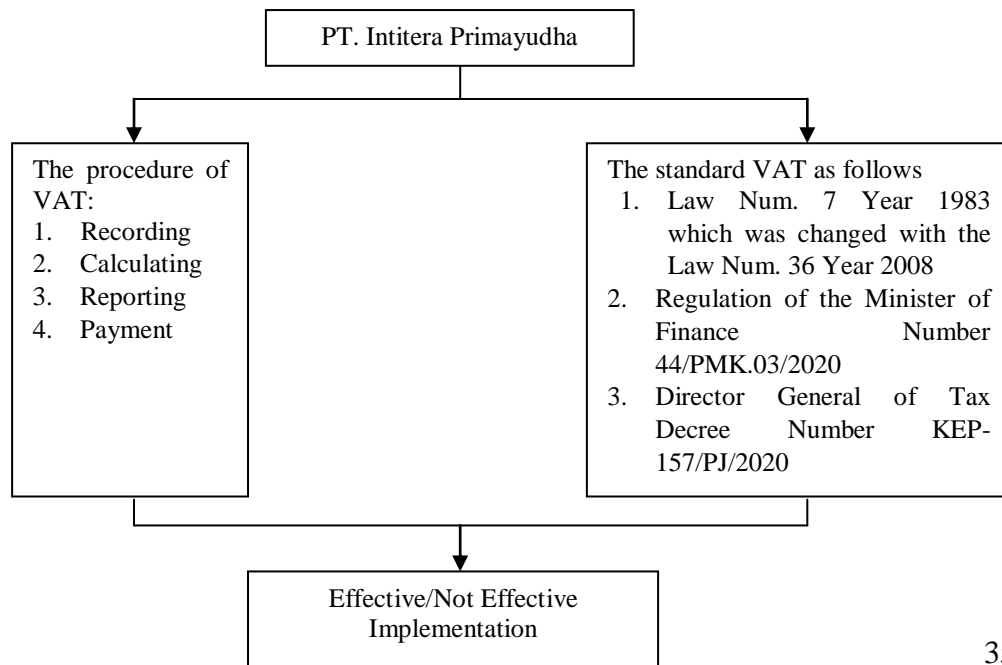 PT. Intitera Primayudha
The procedure of
VAT:
1. Recording
2. Calculating
3. Reporting
4. Payment
The standard VAT as follows
1. Law Num. 7 Year 1983
which was changed with the
Law Num. 36 Year 2008
2. Regulation of the Minister of
Finance Number
44/PMK.03/2020
3. Director General of Tax
Decree Number KEP-
157/PJ/2020
Effective/Not Effective
Implementation